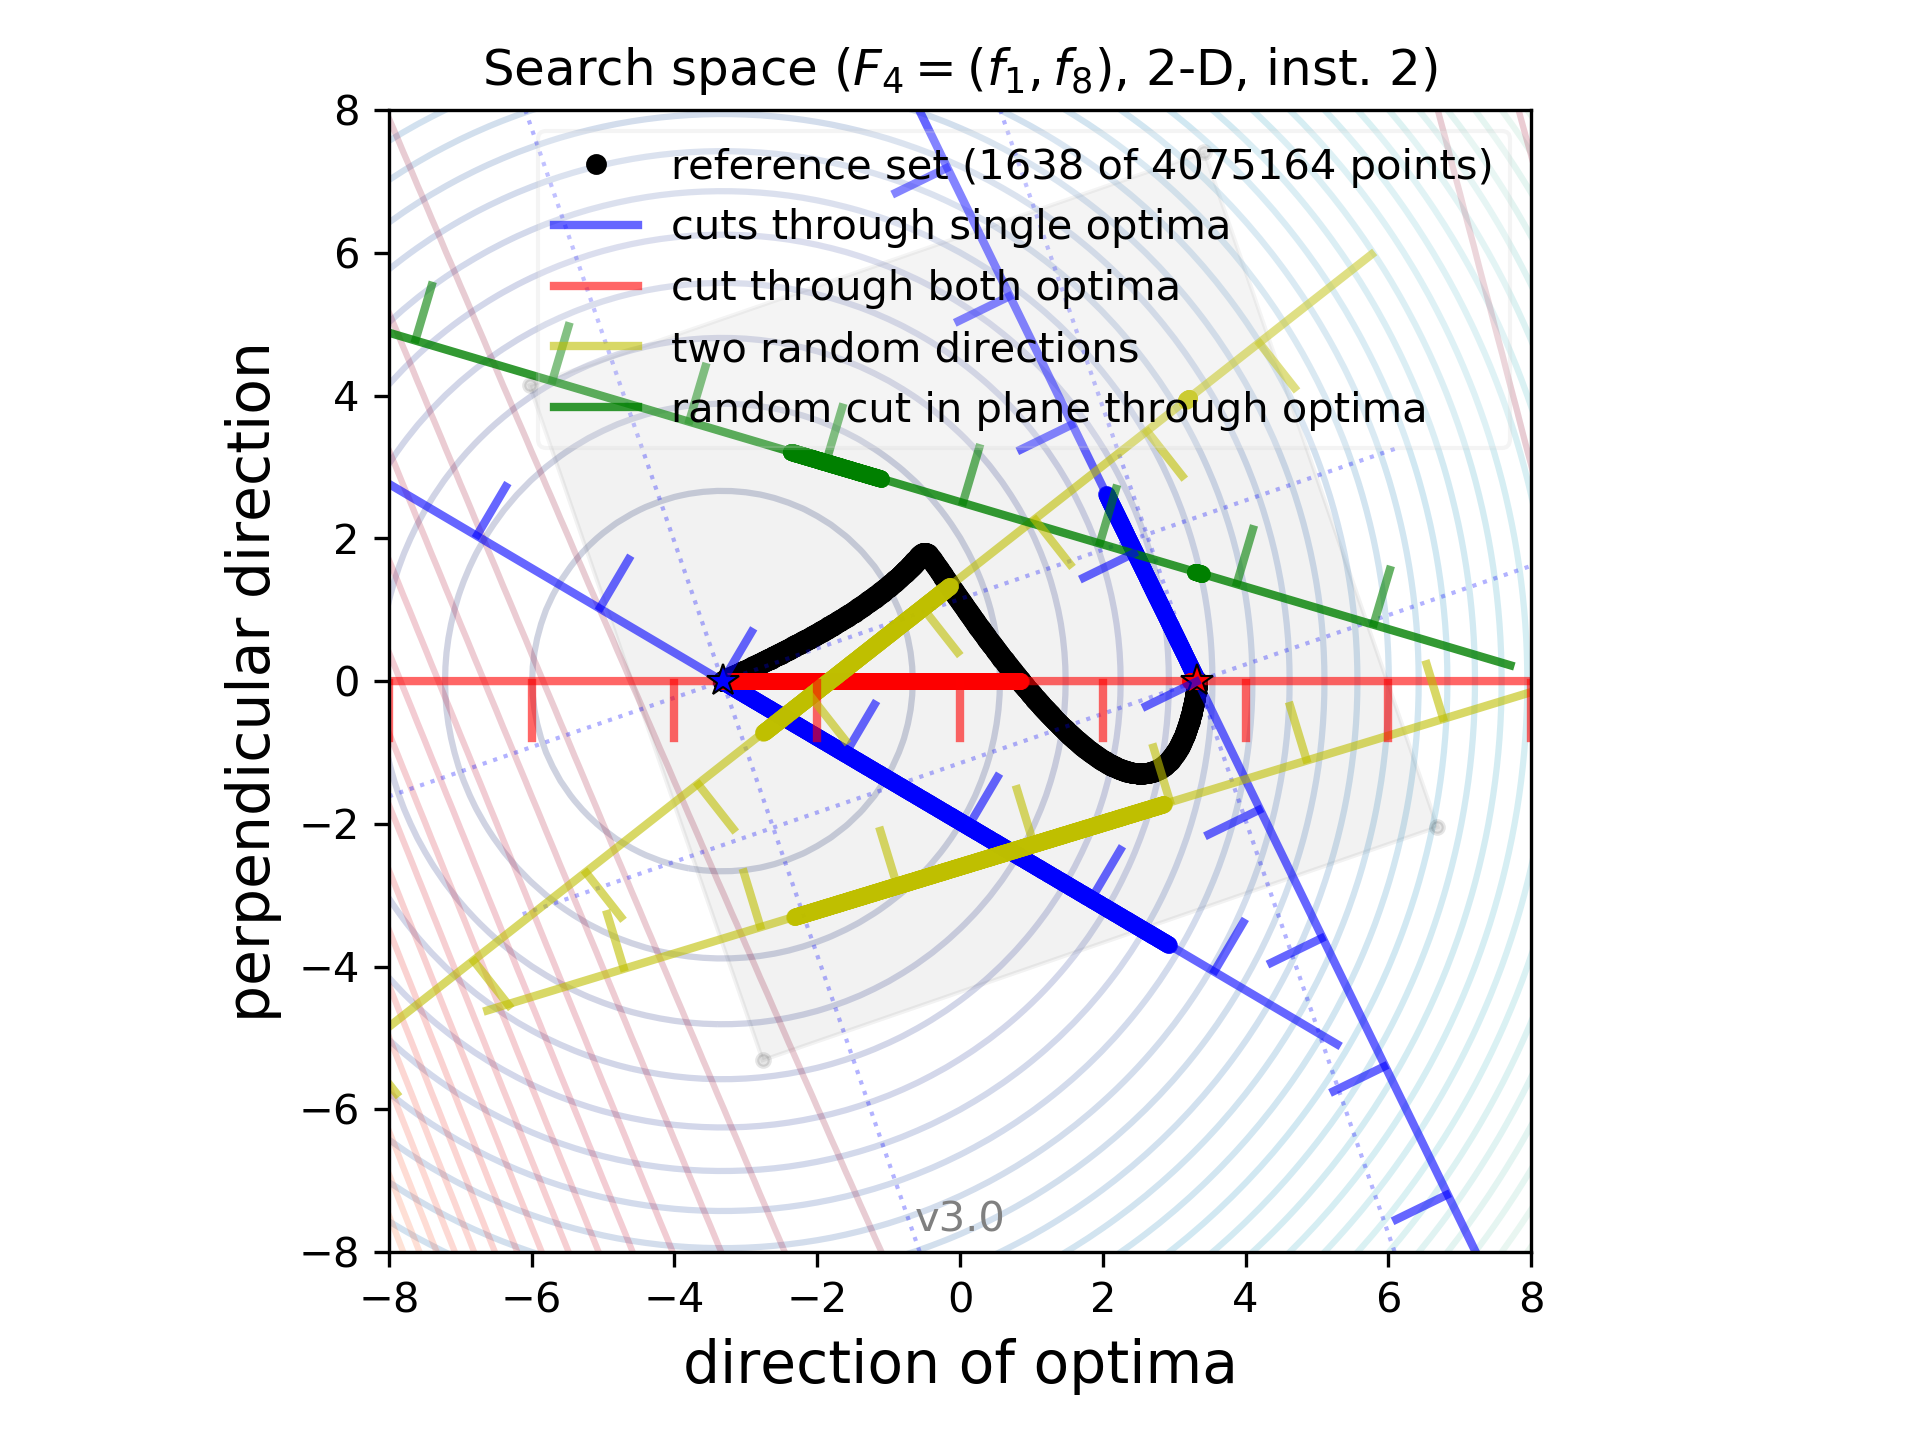 Search space (F₄ = (f₁, f₈), 2-D, inst. 2)
reference set (1638 of 4075164 points)
cuts through single optima
cut through both optima
two random directions
random cut in plane through optima
perpendicular direction
8
6
4
2
0
−2
−4
−6
−8
v3.0
−8 −6 −4 −2 0 2 4 6 8
direction of optima